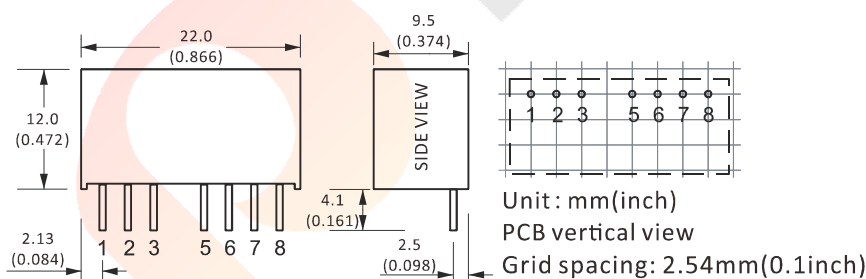 22.0
(0.866)
12.0
(0.472)
2.13
(0.084)
1 2 3 5 6 7 8
9.5
(0.374)
SIDE VIEW
4.1
(0.161)
2.5
(0.098)
1 2 3 5 6 7 8
Unit: mm(inch)
PCB vertical view
Grid spacing: 2.54mm(0.1inch)